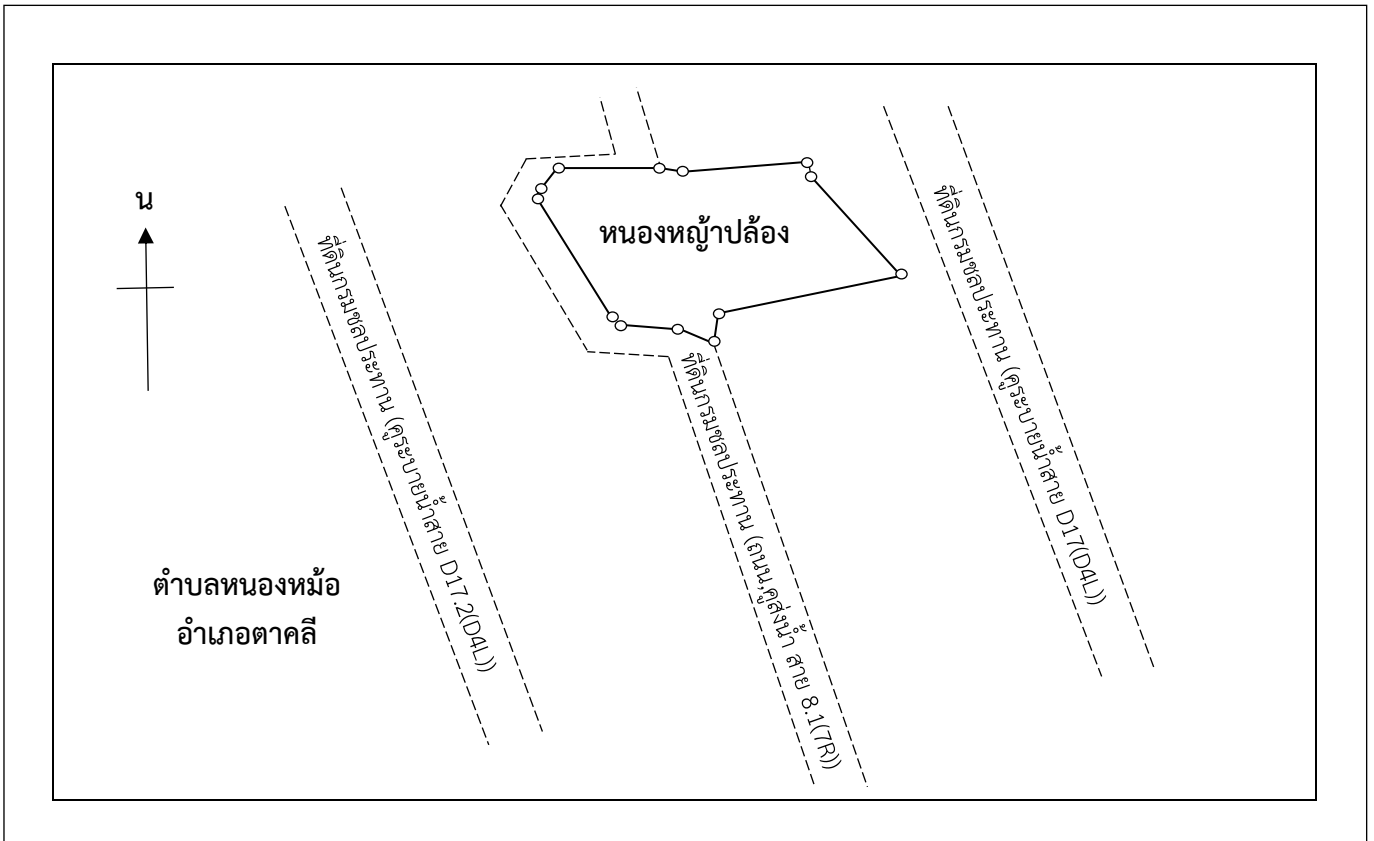 น
หนองหญ้าปล้อง
ที่ดินกรมชลประทาน (คูระบายน้ำสาย D17.2(D4L))
ที่ดินกรมชลประทาน (ถนน,คูส่งน้ำ สาย 8.1(7R))
ที่ดินกรมชลประทาน (คูระบายน้ำสาย D17(D4L))
ตำบลหนองหม้อ
อำเภอตาคลี